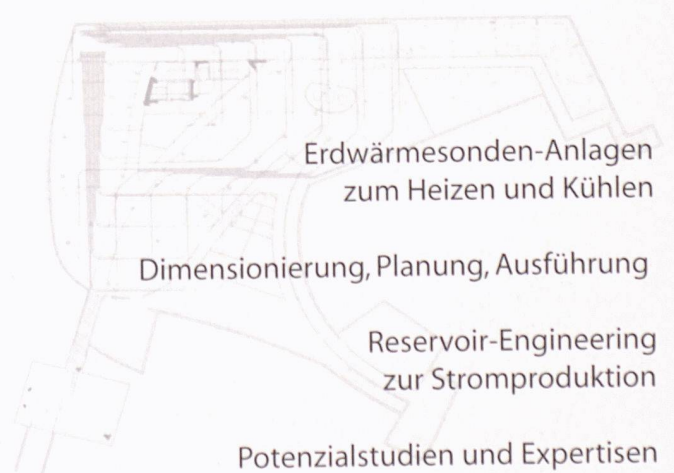 Erdwärmesonden-Anlagen
zum Heizen und Kühlen
Dimensionierung, Planung, Ausführung
Reservoir-Engineering
zur Stromproduktion
Potenzialstudien und Expertisen